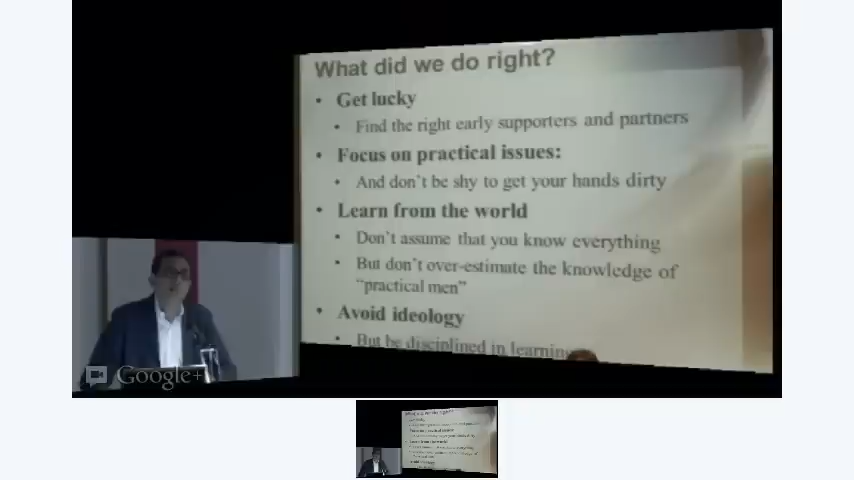 What did we do right?
• Get lucky
• Find the right early supporters and partners
• Focus on practical issues:
• And don't be shy to get your hands dirty
• Learn from the world
• Don't assume that you know everything
• But don't over-estimate the knowledge of
"practical men"
• Avoid ideology
• But be disciplined in learning
Google+